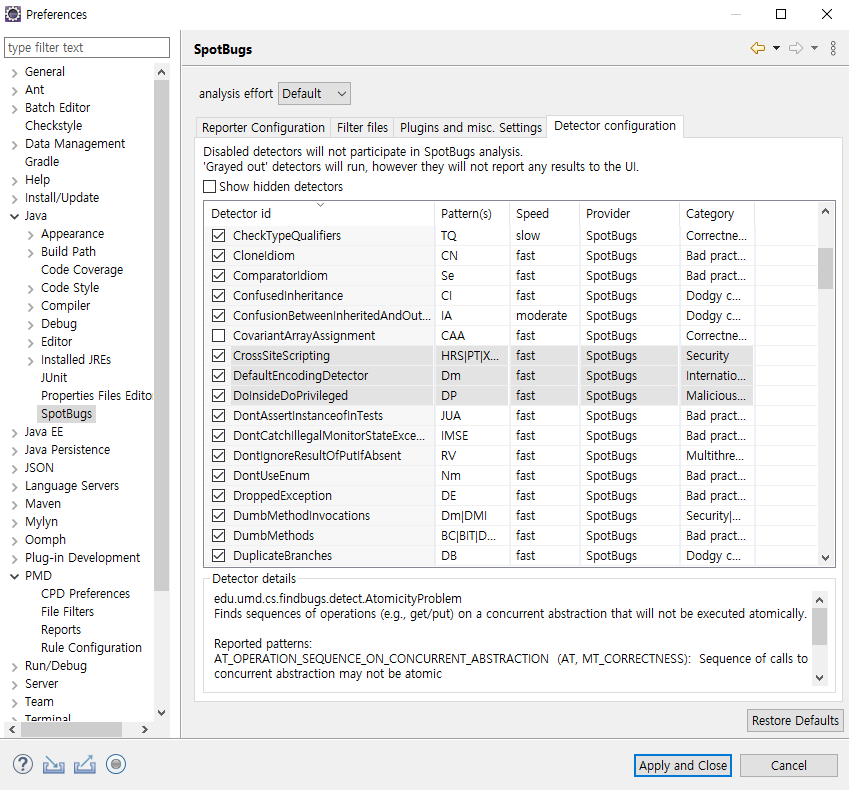 Preferences
type filter text
SpotBugs
General
Ant
Batch Editor
Checkstyle
Data Management
Gradle
Help
Install/Update
Java
Appearance
Build Path
Code Coverage
Code Style
Compiler
Debug
Editor
Installed JREs
JUnit
Properties Files Edito
SpotBugs
Java EE
Java Persistence
JSON
Language Servers
Maven
Mylyn
Oomph
Plug-in Development
PMD
CPD Preferences
File Filters
Reports
Rule Configuration
Run/Debug
Server
Team
Terminal
analysis effort Default
Reporter Configuration Filter files Plugins and misc. Settings Detector configuration
Disabled detectors will not participate in SpotBugs analysis.
'Grayed out' detectors will run, however they will not report any results to the UI.
Show hidden detectors
Detector id Pattern(s) Speed Provider Category
CheckTypeQualifiers TQ slow SpotBugs Correctne...
CloneIdiom CN fast SpotBugs Bad pract...
ComparatorIdiom Se fast SpotBugs Bad pract...
ConfusedInheritance CI fast SpotBugs Dodgy c...
ConfusionBetweenInheritedAndOut... IA moderate SpotBugs Dodgy c...
CovariantArrayAssignment CAA fast SpotBugs Correctne...
CrossSiteScripting HRS|PT|X... fast SpotBugs Security
DefaultEncodingDetector Dm fast SpotBugs Internatio...
DoInsideDoPrivileged DP fast SpotBugs Malicious...
DontAssertInstanceofInTests JUA fast SpotBugs Bad pract...
DontCatchIllegalMonitorStateExce... IMSE fast SpotBugs Bad pract...
DontIgnoreResultOfPutIfAbsent RV fast SpotBugs Multithre...
DontUseEnum Nm fast SpotBugs Bad pract...
DroppedException DE fast SpotBugs Bad pract...
DumbMethodInvocations Dm|DMI fast SpotBugs Security|...
DumbMethods BC|BIT|D... fast SpotBugs Bad pract...
DuplicateBranches DB fast SpotBugs Dodgy c...
Detector details
edu.umd.cs.findbugs.detect.AtomicityProblem
Finds sequences of operations (e.g., get/put) on a concurrent abstraction that will not be executed atomically.
Reported patterns:
AT_OPERATION_SEQUENCE_ON_CONCURRENT_ABSTRACTION (AT, MT_CORRECTNESS): Sequence of calls to
concurrent abstraction may not be atomic
Restore Defaults
Apply and Close Cancel